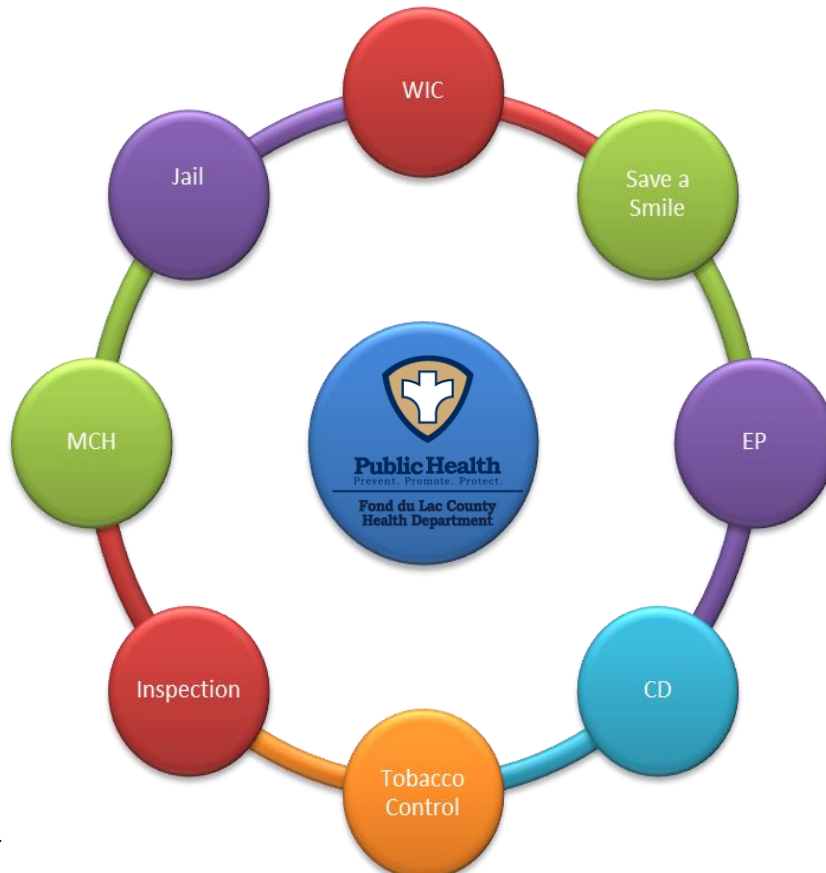 WIC
Save a
Smile
EP
CD
Tobacco
Control
Inspection
MCH
Jail
Public Health
Prevent. Promote. Protect.
Fond du Lac County
Health Department